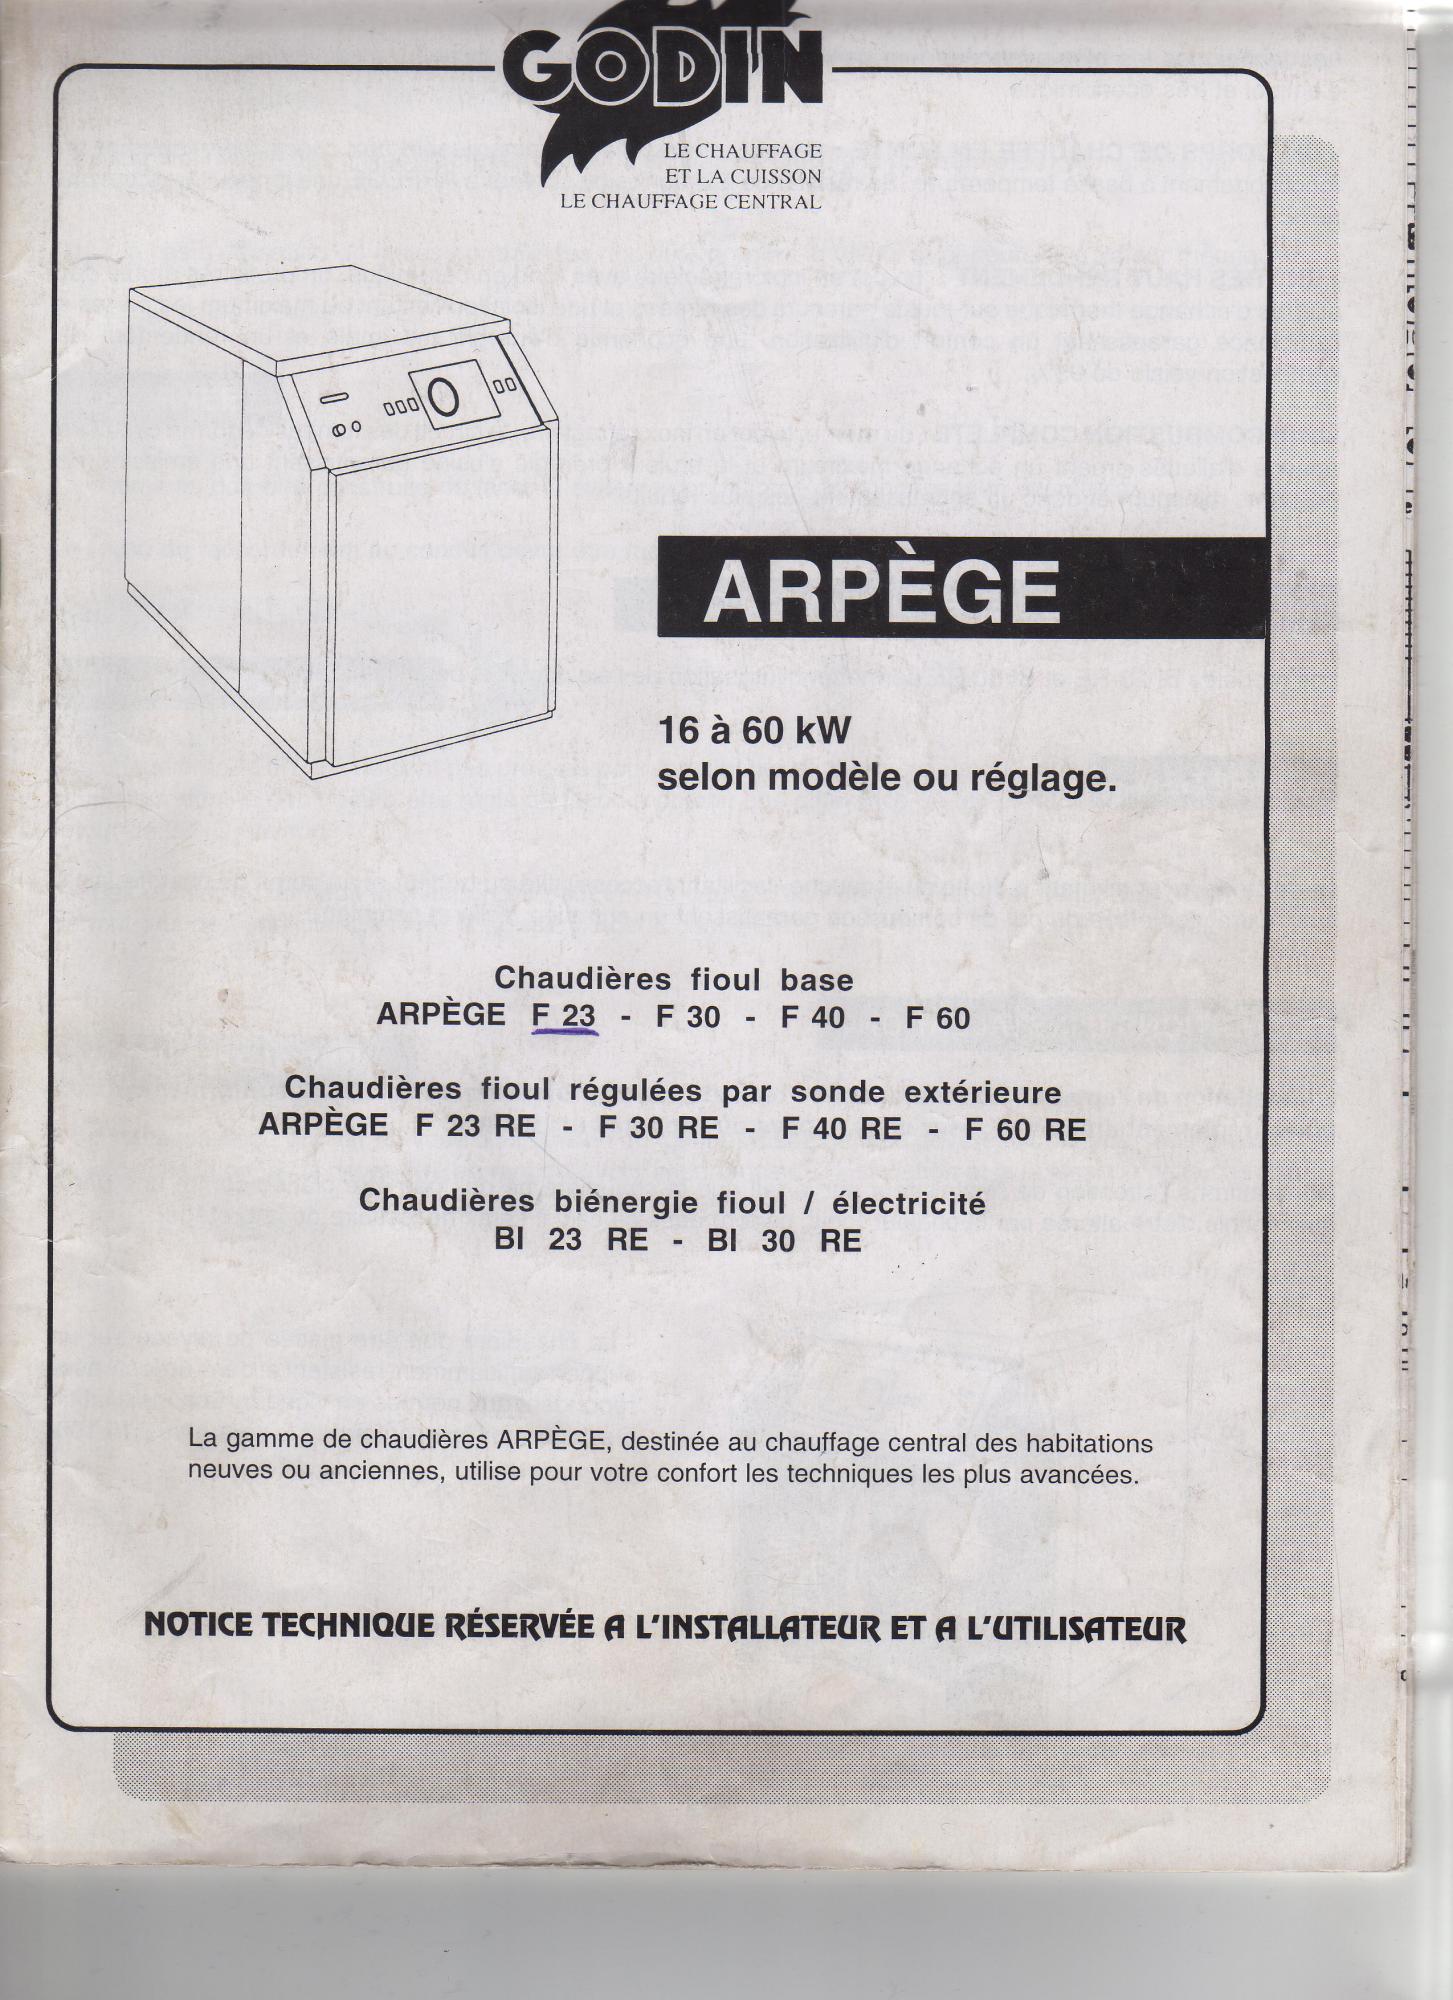 GODIN
LE CHAUFFAGE
ET LA CUISSON
LE CHAUFFAGE CENTRAL
ARPÈGE
16 à 60 kW
selon modèle ou réglage.
Chaudières fioul base
ARPÈGE F 23 - F 30 - F 40 - F 60
Chaudières fioul régulées par sonde extérieure
ARPÈGE F 23 RE - F 30 RE - F 40 RE - F 60 RE
Chaudières biénergie fioul / électricité
BI 23 RE - BI 30 RE
La gamme de chaudières ARPÈGE, destinée au chauffage central des habitations
neuves ou anciennes, utilise pour votre confort les techniques les plus avancées.
NOTICE TECHNIQUE RÉSERVÉE A L'INSTALLATEUR ET A L'UTILISATEUR